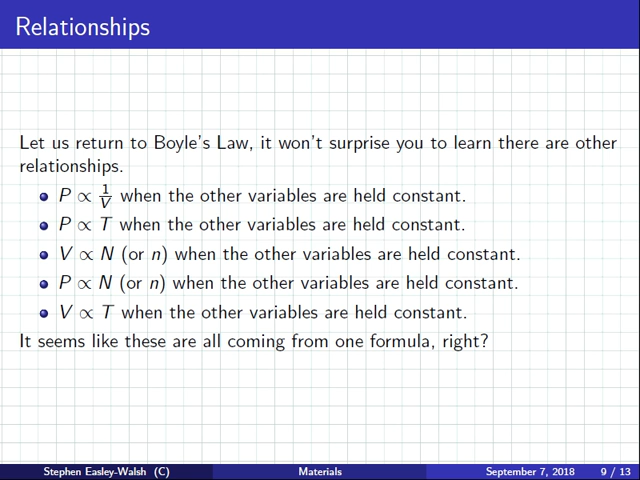 Relationships
Let us return to Boyle's Law, it won't surprise you to learn there are other
relationships.
P ∝ 1/V when the other variables are held constant.
P ∝ T when the other variables are held constant.
V ∝ N (or n) when the other variables are held constant.
P ∝ N (or n) when the other variables are held constant.
V ∝ T when the other variables are held constant.
It seems like these are all coming from one formula, right?
Stephen Easley-Walsh (C) Materials September 7, 2018 9 / 13